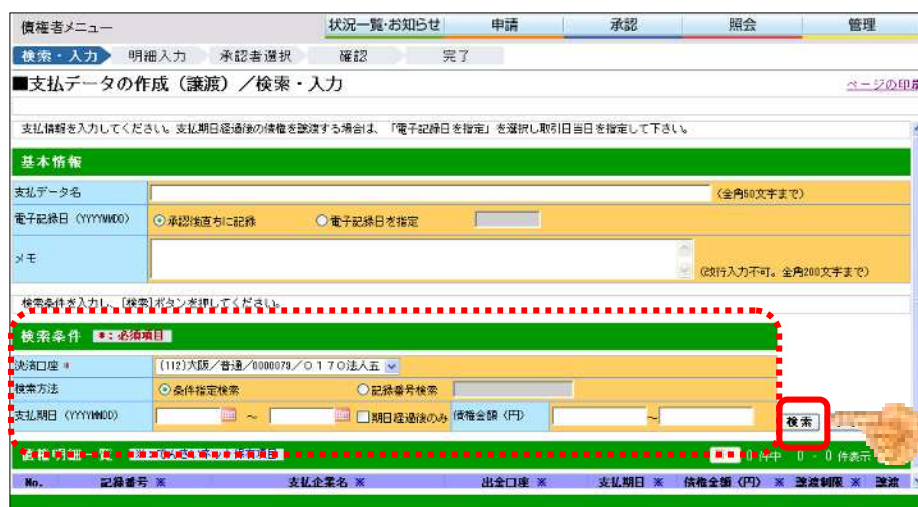 債権者メニュー 状況一覧・お知らせ 申請 承認 照会 管理
検索・入力 明細入力 承認者選択 確認 完了
■支払データの作成（譲渡）／検索・入力
ページの印刷
支払情報を入力してください。支払期日経過後の債権を譲渡する場合は、「電子記録日を指定」を選択し取引日当日を指定して下さい。
基本情報
支払データ名 （全角50文字まで）
電子記録日（YYYYMMDD） 承認後直ちに記録 電子記録日を指定
メモ （改行入力不可。全角200文字まで）
検索条件を入力し、[検索]ボタンを押してください。
検索条件 *：必須項目
決済口座 * (112)大阪／普通／0000079／０１７０法人五
検索方法 条件指定検索 記録番号検索
支払期日（YYYYMMDD） ～ 期日経過後のみ 債権金額（円） ～ 検索
債権明細一覧 0 件中 0 - 0 件表示
No. 記録番号 ※ 支払企業名 ※ 出金口座 ※ 支払期日 ※ 債権金額（円） ※ 譲渡制限 ※ 譲渡